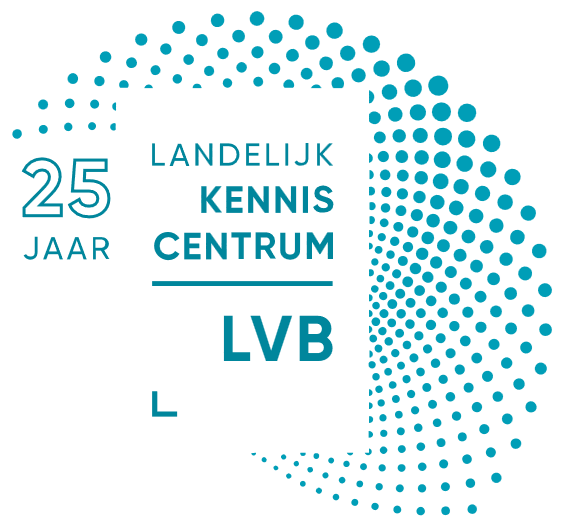 25
JAAR
LANDELIJK
KENNIS
CENTRUM
LVB